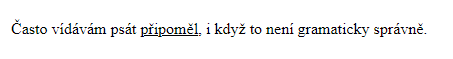 Často vídávám psát připoměl, i když to není gramaticky správně.